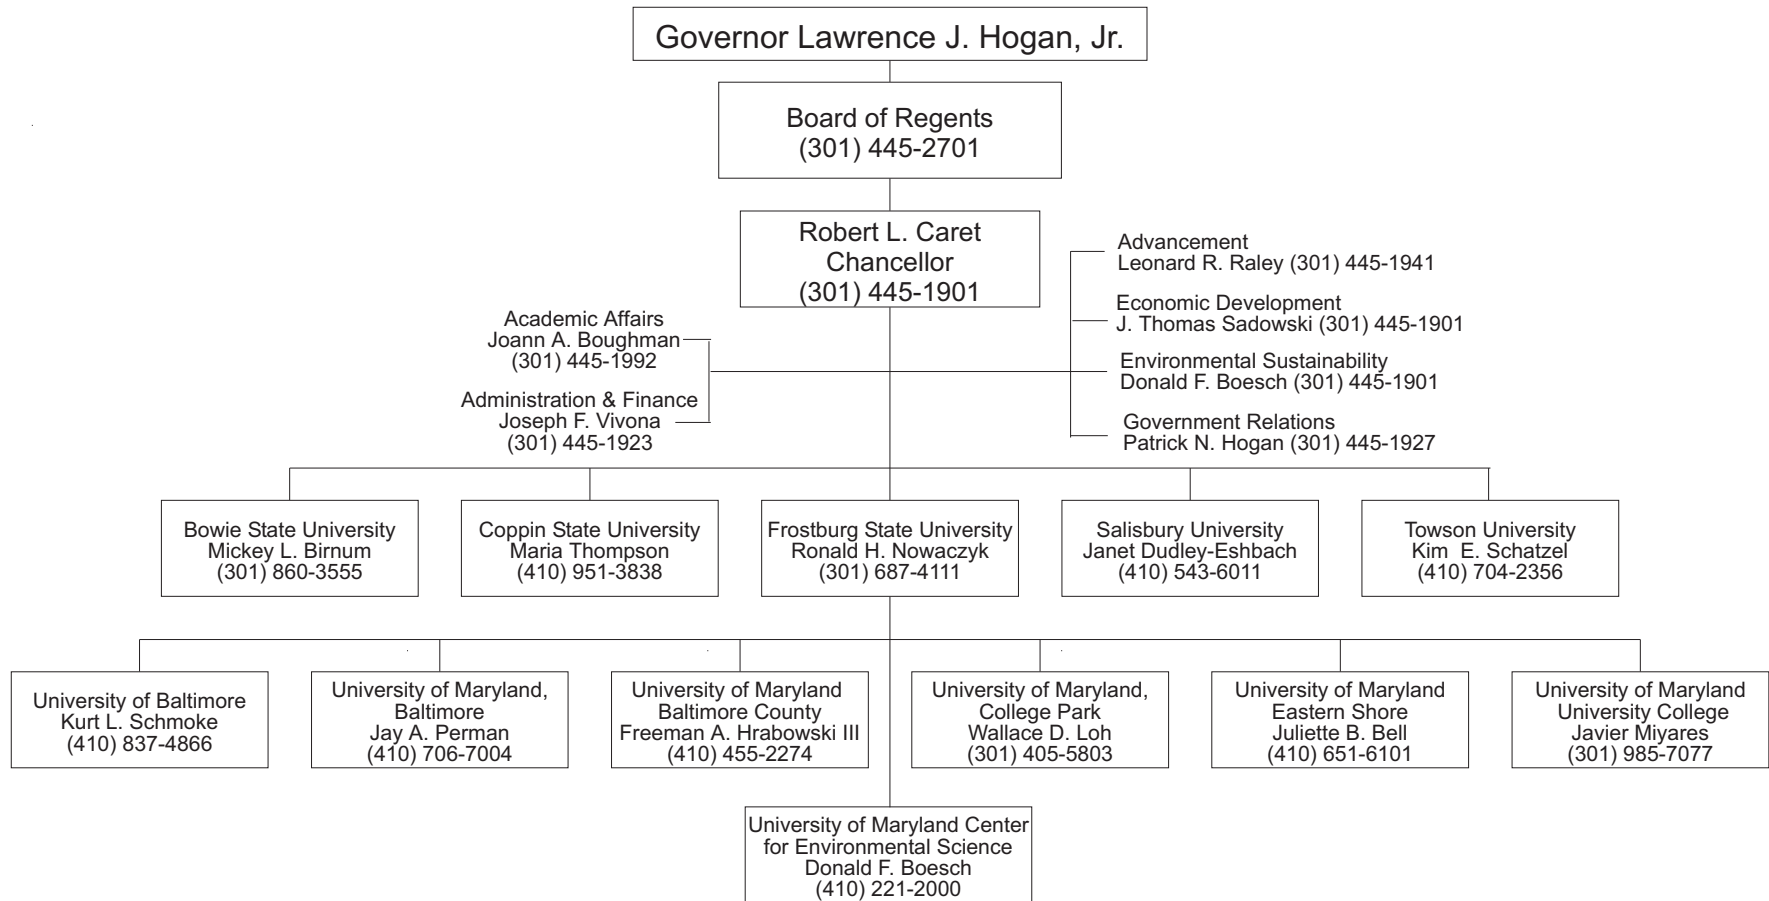 Governor Lawrence J. Hogan, Jr.
Board of Regents
(301) 445-2701
Robert L. Caret
Chancellor
(301) 445-1901
Academic Affairs
Joann A. Boughman
(301) 445-1992
Administration & Finance
Joseph F. Vivona
(301) 445-1923
Advancement
Leonard R. Raley (301) 445-1941
Economic Development
J. Thomas Sadowski (301) 445-1901
Environmental Sustainability
Donald F. Boesch (301) 445-1901
Government Relations
Patrick N. Hogan (301) 445-1927
Bowie State University
Mickey L. Birnum
(301) 860-3555
Coppin State University
Maria Thompson
(410) 951-3838
Frostburg State University
Ronald H. Nowaczyk
(301) 687-4111
Salisbury University
Janet Dudley-Eshbach
(410) 543-6011
Towson University
Kim E. Schatzel
(410) 704-2356
University of Baltimore
Kurt L. Schmoke
(410) 837-4866
University of Maryland,
Baltimore
Jay A. Perman
(410) 706-7004
University of Maryland
Baltimore County
Freeman A. Hrabowski III
(410) 455-2274
University of Maryland,
College Park
Wallace D. Loh
(301) 405-5803
University of Maryland
Eastern Shore
Juliette B. Bell
(410) 651-6101
University of Maryland
University College
Javier Miyares
(301) 985-7077
University of Maryland Center
for Environmental Science
Donald F. Boesch
(410) 221-2000